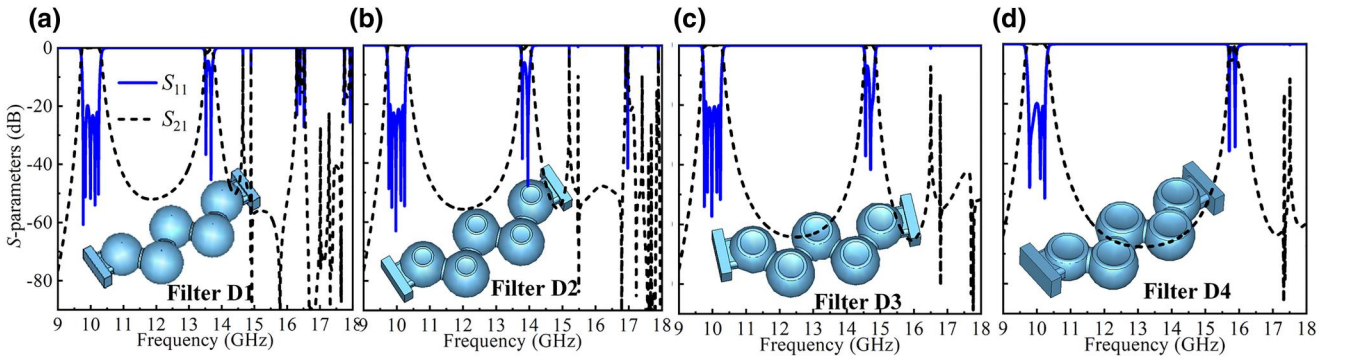 (a) (b) (c) (d)
0
-20
-40
-60
-80
S-parameters (dB)
S11
S21
Filter D1
Filter D2
Filter D3
Filter D4
9 10 11 12 13 14 15 16 17 18
9 10 11 12 13 14 15 16 17 18
9 10 11 12 13 14 15 16 17 18
9 10 11 12 13 14 15 16 17 18
Frequency (GHz)
Frequency (GHz)
Frequency (GHz)
Frequency (GHz)